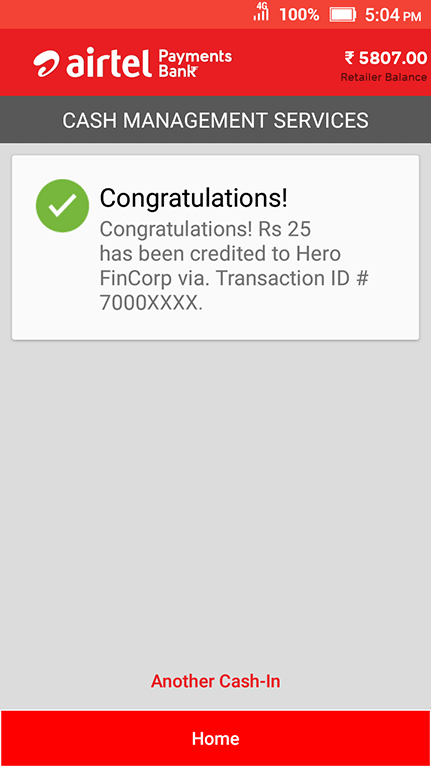 4G
100%
5:04 PM
airtel Payments Bank
₹ 5807.00
Retailer Balance
CASH MANAGEMENT SERVICES
Congratulations!
Congratulations! Rs 25
has been credited to Hero
FinCorp via. Transaction ID #
7000XXXX.
Another Cash-In
Home